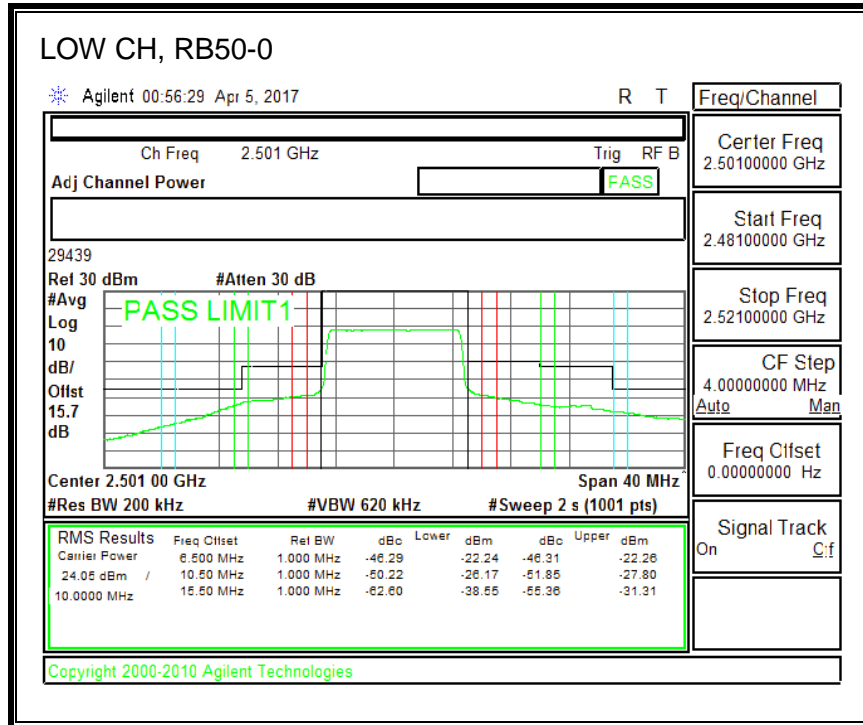 LOW CH, RB50-0
Agilent 00:56:29 Apr 5, 2017 R T
Freq/Channel
Ch Freq 2.501 GHz Trig RF B
Adj Channel Power PASS
Center Freq
2.50100000 GHz
Start Freq
2.48100000 GHz
Stop Freq
2.52100000 GHz
CF Step
4.00000000 MHz
Auto Man
Freq Offset
0.00000000 Hz
Signal Track
On Off
29439
Ref 30 dBm #Atten 30 dB
#Avg
Log
10
dB/
Offst
15.7
dB
PASS LIMIT1
Center 2.501 00 GHz Span 40 MHz
#Res BW 200 kHz #VBW 620 kHz #Sweep 2 s (1001 pts)
RMS Results Freq Offset Ref BW dBc Lower dBm dBc Upper dBm
Carrier Power 6.500 MHz 1.000 MHz -46.29 -22.24 -46.31 -22.26
24.05 dBm / 10.50 MHz 1.000 MHz -50.22 -26.17 -51.85 -27.80
10.0000 MHz 15.50 MHz 1.000 MHz -62.60 -38.55 -55.36 -31.31
Copyright 2000-2010 Agilent Technologies